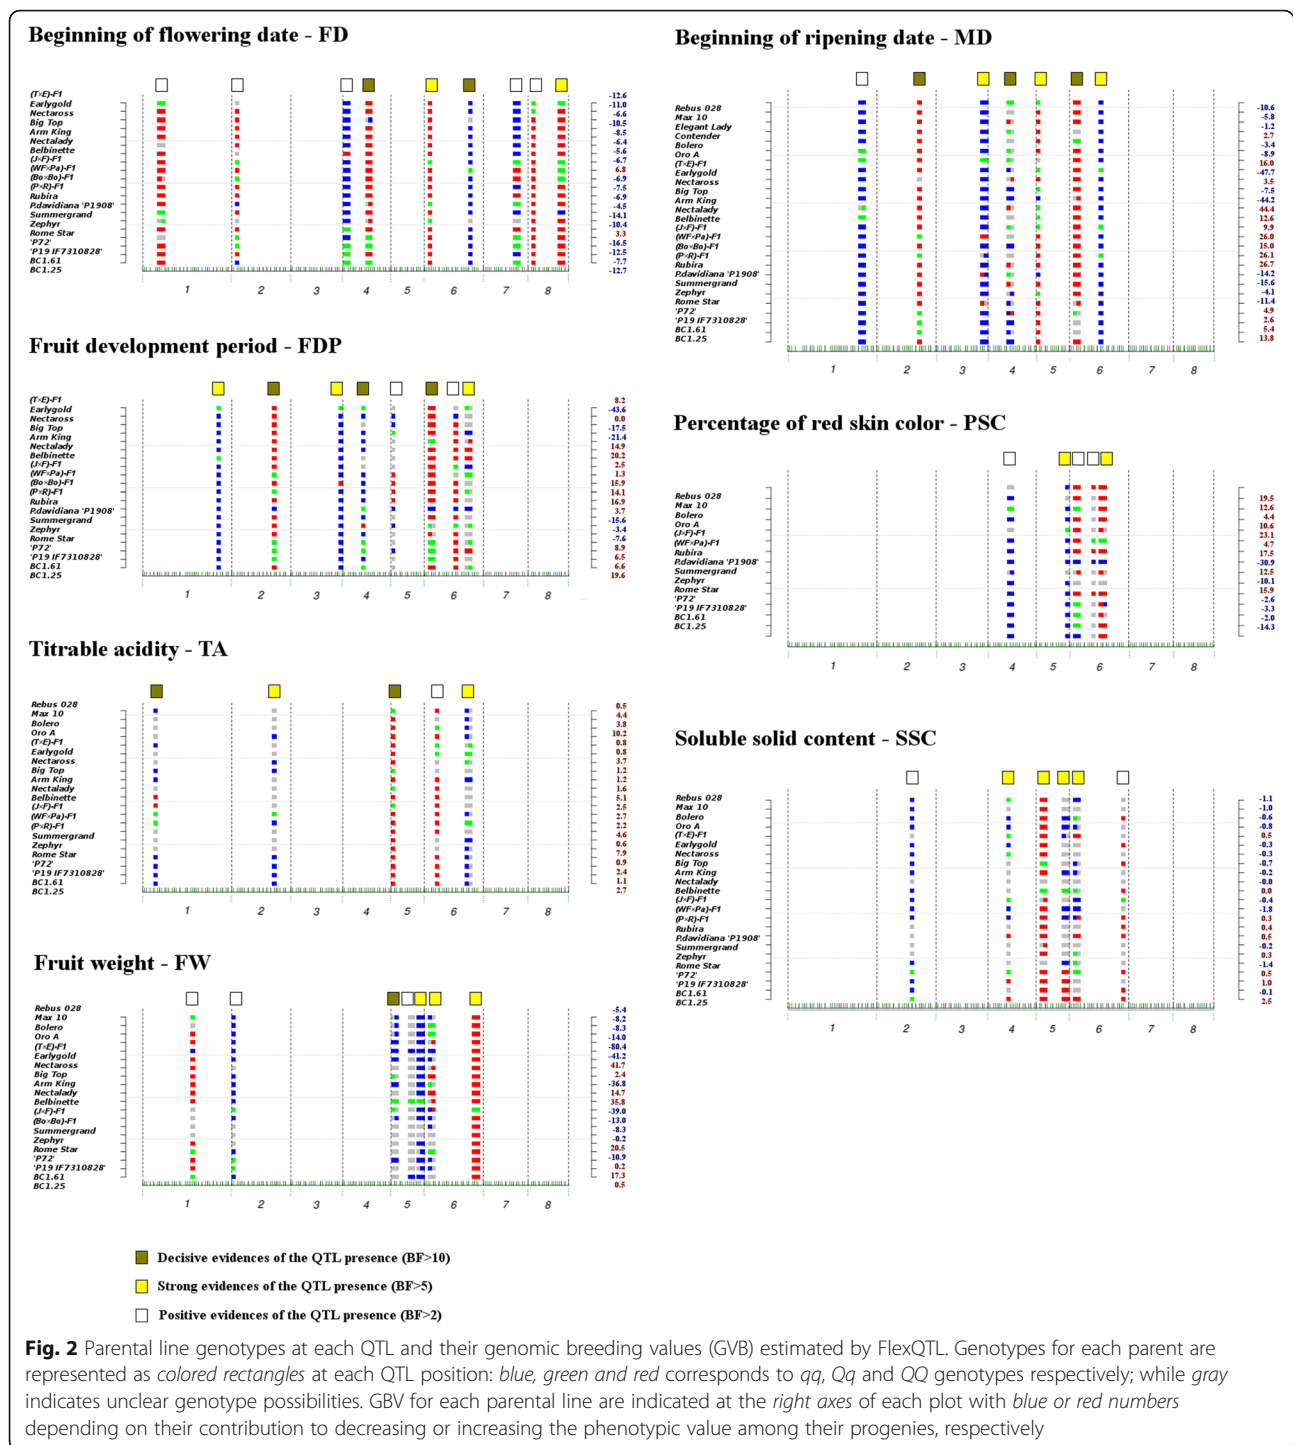 Beginning of flowering date - FD
(T×E)-F1
Earlygold
Nectaross
Big Top
Arm King
Nectalady
Belbinette
(J×F)-F1
(WF×Pa)-F1
(Bo×Bo)-F1
(P×R)-F1
Rubira
P.davidiana 'P1908'
Summergrand
Zephyr
Rome Star
'P72'
'P19 IF7310828'
BC1.61
BC1.25
-12.6
-11.0
-6.6
-10.5
-8.5
-6.4
-5.6
-6.7
6.8
-6.9
-7.5
-6.9
-4.5
-14.1
-10.4
3.3
-16.5
-12.5
-7.7
-12.7
1 2 3 4 5 6 7 8
Fruit development period - FDP
(T×E)-F1
Earlygold
Nectaross
Big Top
Arm King
Nectalady
Belbinette
(J×F)-F1
(WF×Pa)-F1
(Bo×Bo)-F1
(P×R)-F1
Rubira
P.davidiana 'P1908'
Summergrand
Zephyr
Rome Star
'P72'
'P19 IF7310828'
BC1.61
BC1.25
8.2
-43.6
0.0
-17.5
-21.4
14.9
20.2
2.5
1.3
15.9
14.1
16.9
3.7
-15.6
-3.4
-7.6
8.9
6.5
6.6
19.6
1 2 3 4 5 6 7 8
Titrable acidity - TA
Rebus 028
Max 10
Bolero
Oro A
(T×E)-F1
Earlygold
Nectaross
Big Top
Arm King
Nectalady
Belbinette
(J×F)-F1
(WF×Pa)-F1
(P×R)-F1
Summergrand
Zephyr
Rome Star
'P72'
'P19 IF7310828'
BC1.61
BC1.25
0.5
4.4
3.8
10.2
0.8
0.8
3.7
1.2
1.2
1.6
5.1
2.5
2.7
2.2
4.6
0.6
7.9
0.9
2.4
1.1
2.7
1 2 3 4 5 6 7 8
Fruit weight - FW
Rebus 028
Max 10
Bolero
Oro A
(T×E)-F1
Earlygold
Nectaross
Big Top
Arm King
Nectalady
Belbinette
(J×F)-F1
(Bo×Bo)-F1
Summergrand
Zephyr
Rome Star
'P72'
'P19 IF7310828'
BC1.61
BC1.25
-5.4
-8.2
-8.3
-14.0
-80.4
-41.2
41.7
2.4
-36.8
14.7
35.8
-39.0
-13.0
-8.3
-0.2
20.5
-10.9
0.2
17.3
0.5
1 2 3 4 5 6 7 8
Beginning of ripening date - MD
Rebus 028
Max 10
Elegant Lady
Contender
Bolero
Oro A
(T×E)-F1
Earlygold
Nectaross
Big Top
Arm King
Nectalady
Belbinette
(J×F)-F1
(WF×Pa)-F1
(Bo×Bo)-F1
(P×R)-F1
Rubira
P.davidiana 'P1908'
Summergrand
Zephyr
Rome Star
'P72'
'P19 IF7310828'
BC1.61
BC1.25
-10.6
-5.8
-1.2
2.7
-3.4
-8.9
16.0
-47.7
3.5
-7.5
-44.2
44.4
12.6
9.9
26.0
15.0
26.1
26.7
-14.2
-15.6
-4.1
-11.4
4.9
2.6
5.4
13.8
1 2 3 4 5 6 7 8
Percentage of red skin color - PSC
Rebus 028
Max 10
Bolero
Oro A
(J×F)-F1
(WF×Pa)-F1
Rubira
P.davidiana 'P1908'
Summergrand
Zephyr
Rome Star
'P72'
'P19 IF7310828'
BC1.61
BC1.25
19.5
12.6
4.4
10.6
23.1
4.7
17.5
-30.9
12.5
-10.1
15.9
-2.6
-3.3
-2.0
-14.3
1 2 3 4 5 6 7 8
Soluble solid content - SSC
Rebus 028
Max 10
Bolero
Oro A
(T×E)-F1
Earlygold
Nectaross
Big Top
Arm King
Nectalady
Belbinette
(J×F)-F1
(WF×Pa)-F1
(P×R)-F1
Rubira
P.davidiana 'P1908'
Summergrand
Zephyr
Rome Star
'P72'
'P19 IF7310828'
BC1.61
BC1.25
-1.1
-1.0
-0.6
-0.8
0.5
-0.3
-0.3
-0.7
-0.2
-0.0
0.0
-0.4
-1.8
0.3
0.4
0.5
-0.2
0.3
-1.4
0.5
1.0
-0.1
2.5
1 2 3 4 5 6 7 8
Decisive evidences of the QTL presence (BF>10)
Strong evidences of the QTL presence (BF>5)
Positive evidences of the QTL presence (BF>2)
Fig. 2 Parental line genotypes at each QTL and their genomic breeding values (GVB) estimated by FlexQTL. Genotypes for each parent are
represented as colored rectangles at each QTL position: blue, green and red corresponds to qq, Qq and QQ genotypes respectively; while gray
indicates unclear genotype possibilities. GBV for each parental line are indicated at the right axes of each plot with blue or red numbers
depending on their contribution to decreasing or increasing the phenotypic value among their progenies, respectively